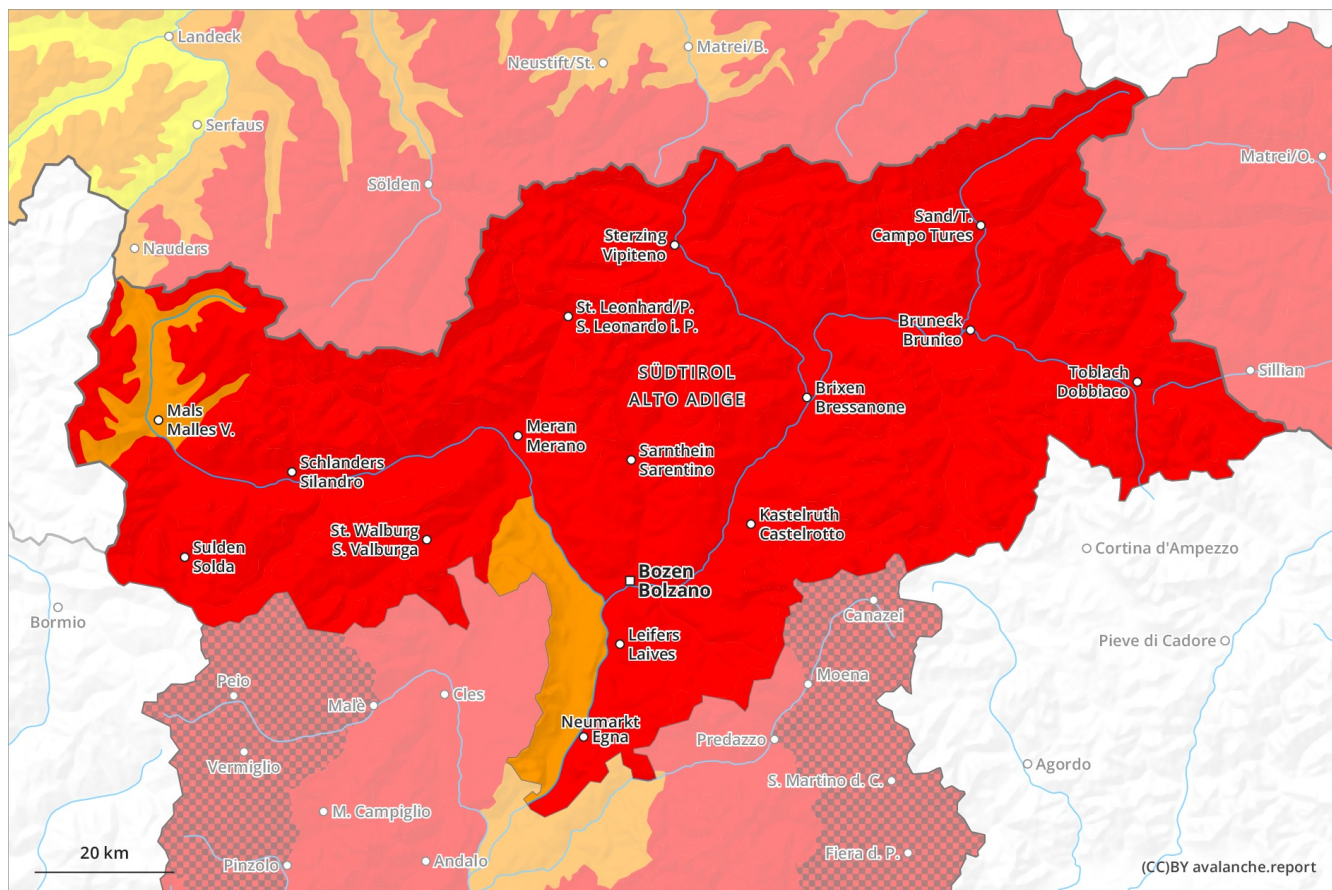 Landeck
Matrei/B.
Neustift/St.
Serfaus
Matrei/O.
Sölden
Sand/T.
Campo Tures
Sterzing
Vipiteno
Nauders
St. Leonhard/P.
S. Leonardo i. P.
Bruneck
Brunico
SÜDTIROL
ALTO ADIGE
Toblach
Dobbiaco
Sillian
Brixen
Bressanone
Mals
Malles V.
Meran
Merano
Sarnthein
Sarentino
Schlanders
Silandro
Kastelruth
Castelrotto
St. Walburg
S. Valburga
Sulden
Solda
Cortina d'Ampezzo
Bozen
Bolzano
Bormio
Canazei
Leifers
Laives
Pieve di Cadore
Peio
Moena
Cles
Malè
Neumarkt
Egna
Predazzo
Vermiglio
Agordo
S. Martino d. C.
M. Campiglio
20 km
Andalo
Fiera d. P.
Pinzolo
(CC)BY avalanche.report